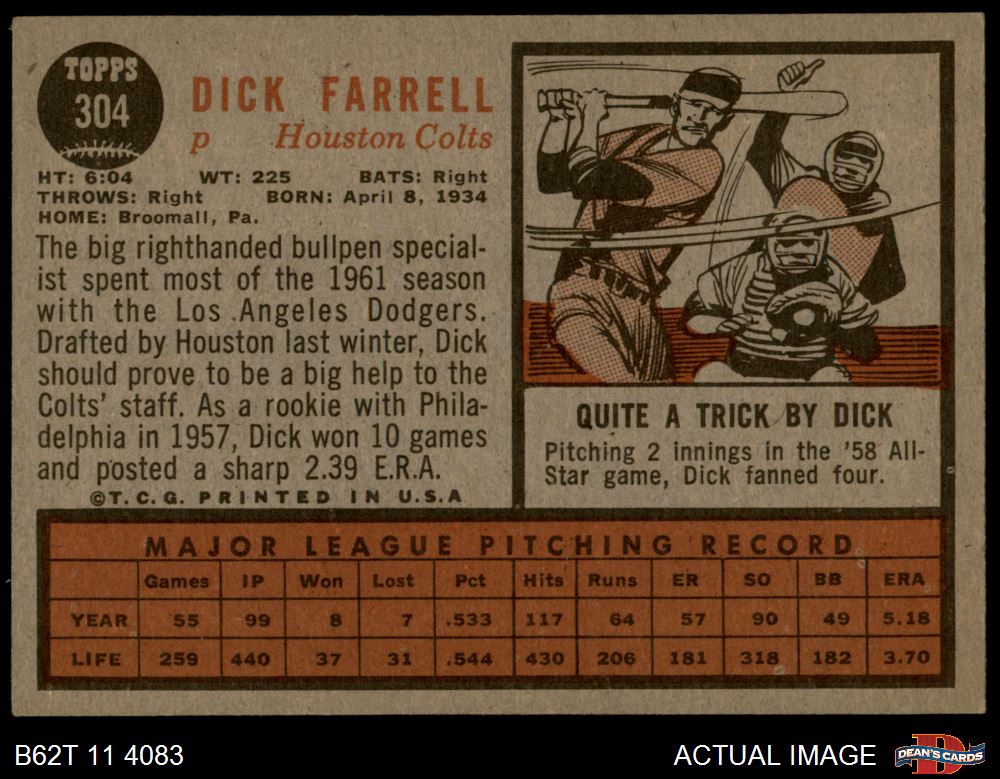 TOPPS
304
DICK FARRELL
p Houston Colts
HT: 6:04 WT: 225 BATS: Right
THROWS: Right BORN: April 8, 1934
HOME: Broomall, Pa.
The big righthanded bullpen special-
ist spent most of the 1961 season
with the Los Angeles Dodgers.
Drafted by Houston last winter, Dick
should prove to be a big help to the
Colts' staff. As a rookie with Phila-
delphia in 1957, Dick won 10 games
and posted a sharp 2.39 E.R.A.
©T.C.G. PRINTED IN U.S.A
QUITE A TRICK BY DICK
Pitching 2 innings in the '58 All-
Star game, Dick fanned four.
MAJOR LEAGUE PITCHING RECORD
Games IP Won Lost Pct Hits Runs ER SO BB ERA
YEAR 55 99 8 7 .533 117 64 57 90 49 5.18
LIFE 259 440 37 31 .544 430 206 181 318 182 3.70
B62T 11 4083 ACTUAL IMAGE DEAN'S CARDS